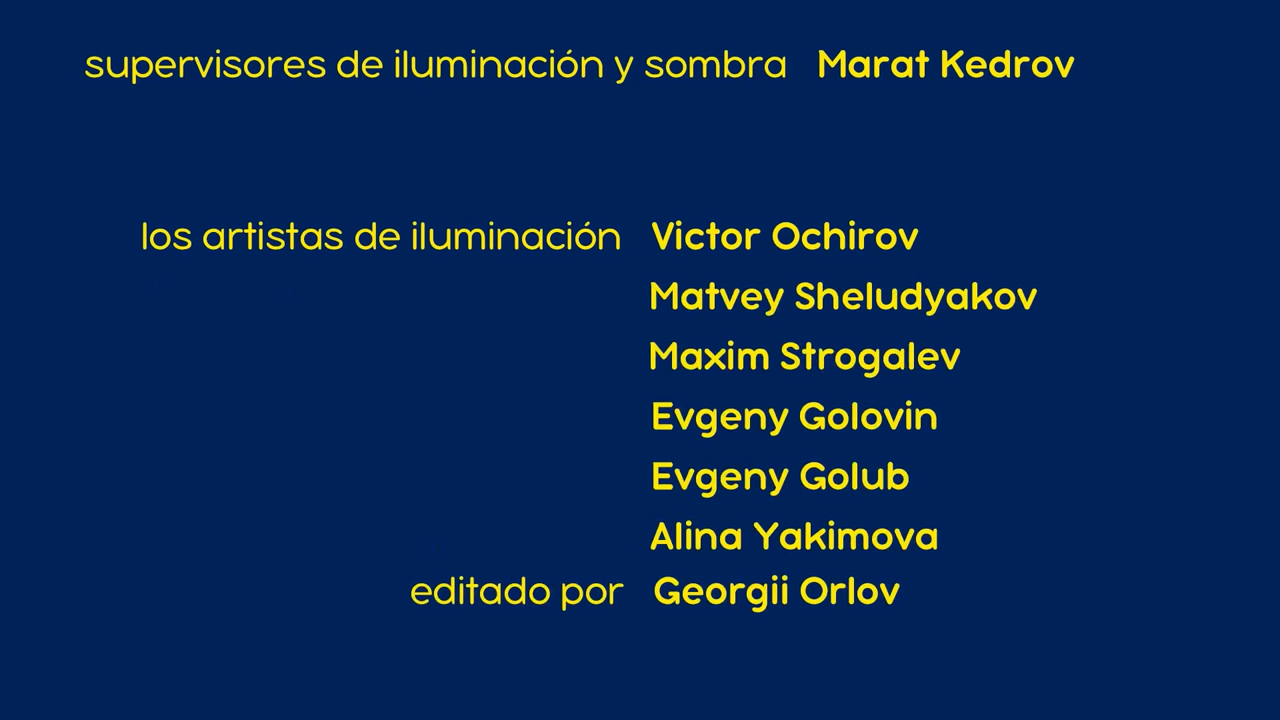 supervisores de iluminación y sombra Marat Kedrov
los artistas de iluminación Victor Ochirov
Matvey Sheludyakov
Maxim Strogalev
Evgeny Golovin
Evgeny Golub
Alina Yakimova
editado por Georgii Orlov